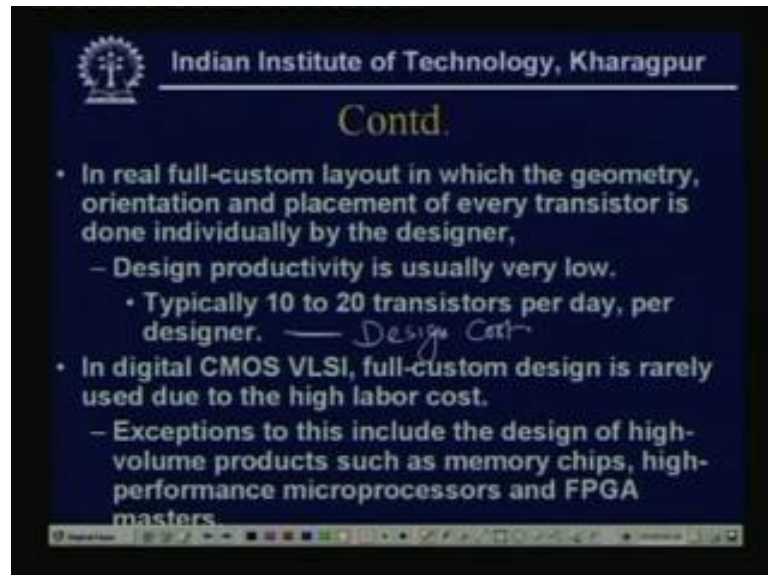 Indian Institute of Technology, Kharagpur
Contd.
• In real full-custom layout in which the geometry,
orientation and placement of every transistor is
done individually by the designer,
– Design productivity is usually very low.
• Typically 10 to 20 transistors per day, per
designer. — Design Cost
• In digital CMOS VLSI, full-custom design is rarely
used due to the high labor cost.
– Exceptions to this include the design of high-
volume products such as memory chips, high-
performance microprocessors and FPGA
masters.